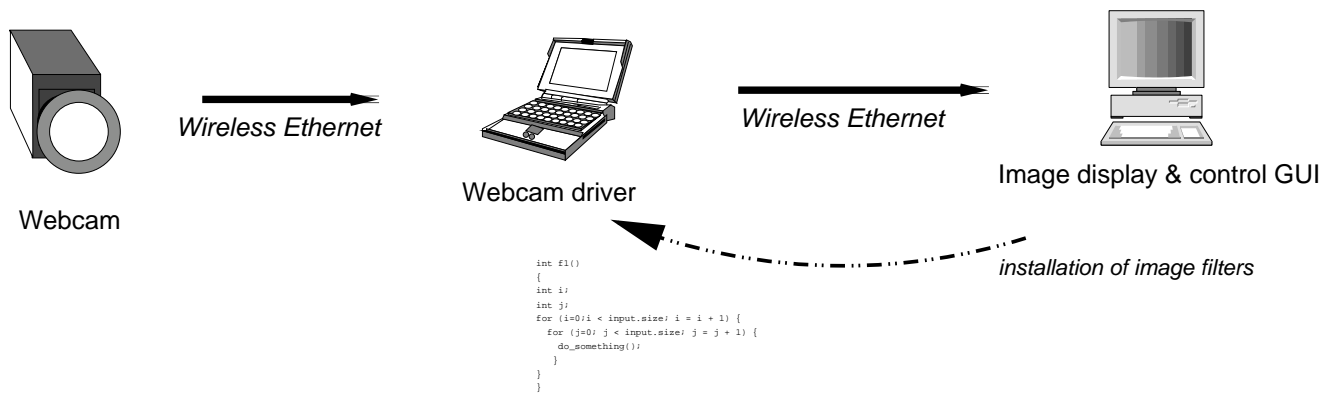 Wireless Ethernet
Wireless Ethernet
Webcam
Webcam driver
Image display & control GUI
installation of image filters
int f1()
{
int i;
int j;
for (i=0;i < input.size; i = i + 1) {
for (j=0; j < input.size; j = j + 1) {
do_something();
}
}
}